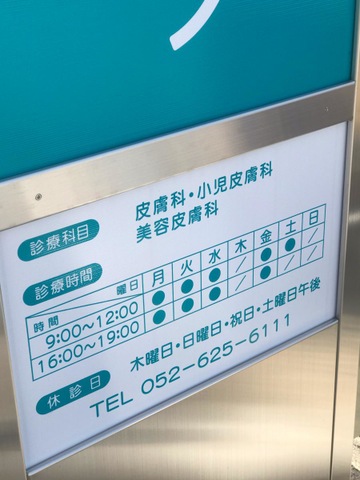 診療科目 皮膚科・小児皮膚科
美容皮膚科
診療時間
時間 曜日 月 火 水 木 金 土 日
9:00〜12:00 ● ● ● / ● ● /
16:00〜19:00 ● ● ● / ● / /
休診日 木曜日・日曜日・祝日・土曜日午後
TEL 052-625-6111